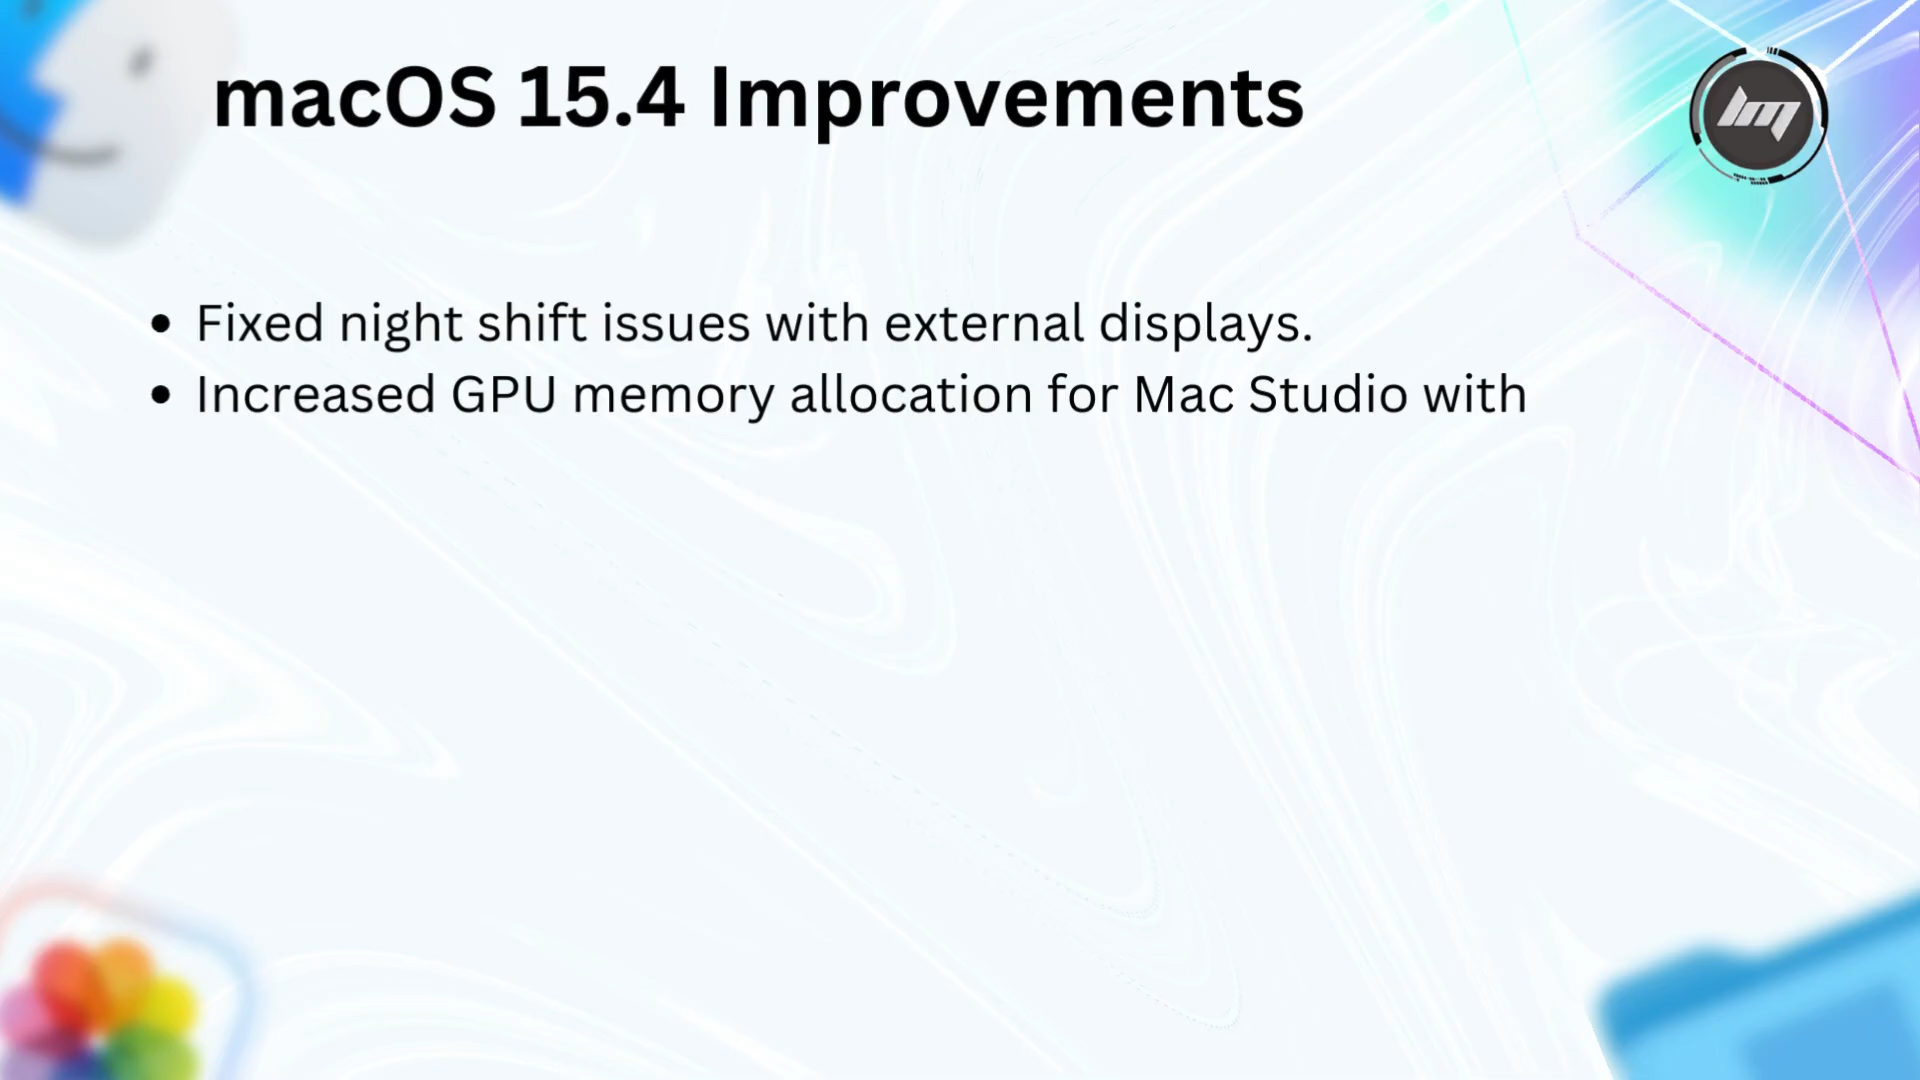 macOS 15.4 Improvements
Fixed night shift issues with external displays.
Increased GPU memory allocation for Mac Studio with